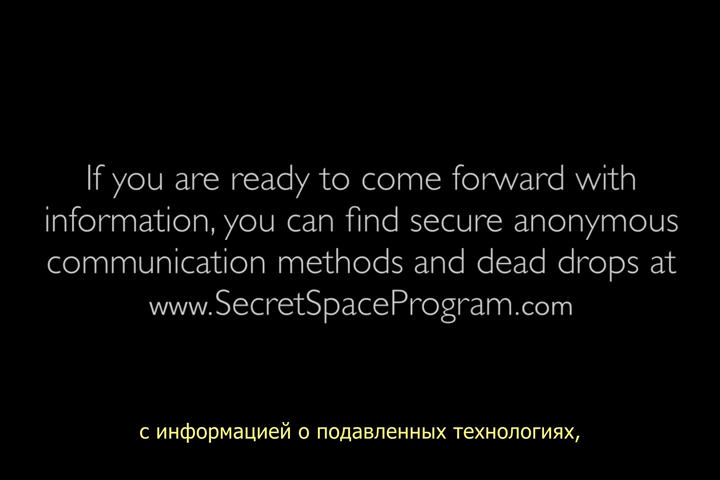 If you are ready to come forward with
information, you can find secure anonymous
communication methods and dead drops at
www.SecretSpaceProgram.com
с информацией о подавленных технологиях,